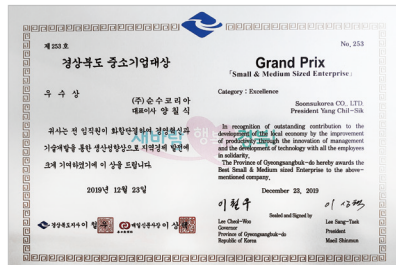 제 253 호
No. 253
경상북도 중소기업대상
Grand Prix
「Small & Medium Sized Enterprise」
우 수 상
Category : Excellence
(주) 순수코리아
대표이사 양 칠 식
Soonsukorea CO., LTD.
President Yang Chil-Sik
귀사는 전 임직원이 화합단결하여 경영혁신과
기술개발을 통한 생산성향상으로 지역경제 발전에
크게 기여하였기에 이 상을 드립니다.
In recognition of outstanding contribution to the
development of local economy by the improvement
of productivity through the innovation of management
and the development of technology with all the employees
in solidarity,
The Province of Gyeongsangbuk-do hereby awards the
Best Small & Medium sized Enterprise to the above-
mentioned company,
새바람 행복 경북
2019년 12월 23일
December 23, 2019
Sealed and Signed by
경상북도지사 이
매일신문사장 이 상
Lee Cheol-Woo
Governor
Province of Gyeongsangbuk-do
Republic of Korea
Lee Sang-Taek
President
Maeil Shinmun